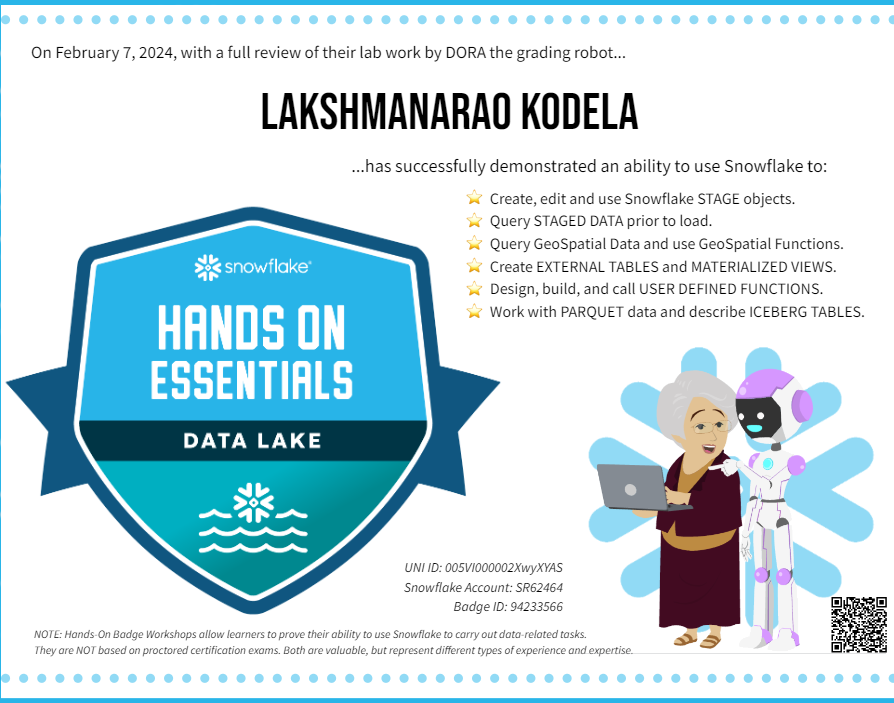 On February 7, 2024, with a full review of their lab work by DORA the grading robot...
LAKSHMANARAO KODELA
...has successfully demonstrated an ability to use Snowflake to:
Create, edit and use Snowflake STAGE objects.
Query STAGED DATA prior to load.
Query GeoSpatial Data and use GeoSpatial Functions.
Create EXTERNAL TABLES and MATERIALIZED VIEWS.
Design, build, and call USER DEFINED FUNCTIONS.
Work with PARQUET data and describe ICEBERG TABLES.
snowflake®
HANDS ON
ESSENTIALS
DATA LAKE
UNI ID: 005VI000002XwyXYAS
Snowflake Account: SR62464
Badge ID: 94233566
NOTE: Hands-On Badge Workshops allow learners to prove their ability to use Snowflake to carry out data-related tasks.
They are NOT based on proctored certification exams. Both are valuable, but represent different types of experience and expertise.